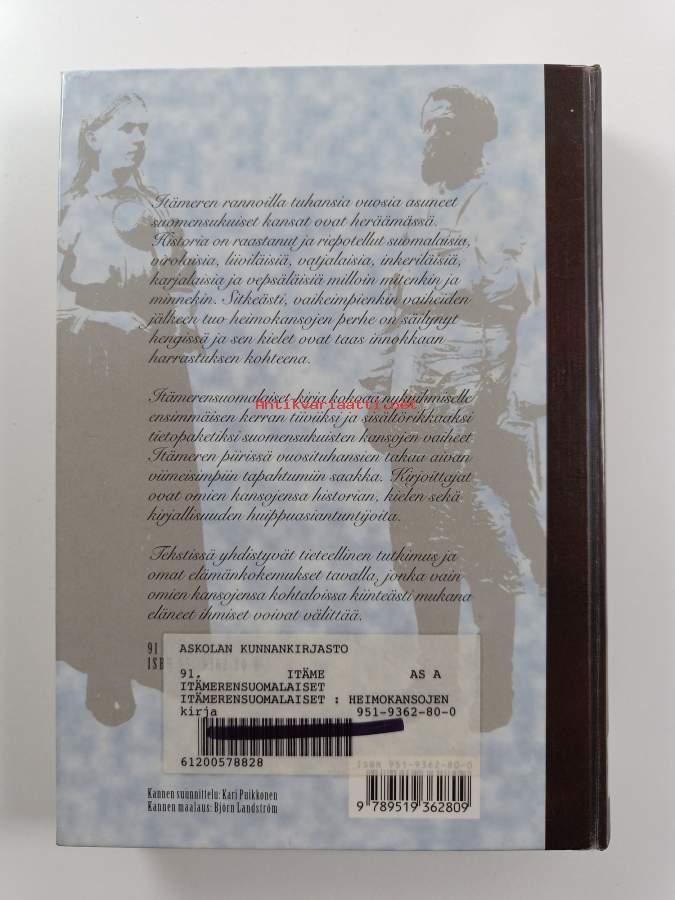 Itämeren rannoilla tuhansia vuosia asuneet
suomensukuiset kansat ovat heräämässä.
Historia on raastanut ja riepotellut suomalaisia,
virolaisia, liiviläisiä, vatjalaisia, inkeriläisiä,
karjalaisia ja vepsäläisiä milloin mitenkin ja
minnekin. Sitkeästi, vaikeimpienkin vaiheiden
jälkeen tuo heimokansojen perhe on säilynyt
hengissä ja sen kielet ovat taas innokkaan
harrastuksen kohteena.
Itämerensuomalaiset-kirja kokoaa nykyihmiselle
Antikvariaatti.net
ensimmäisen kerran tiiviiksi ja sisältörikkaaksi
tietopaketiksi suomensukuisten kansojen vaiheet
Itämeren piirissä vuosituhansien takaa aivan
viimeisimpiin tapahtumiin saakka. Kirjoittajat
ovat omien kansojensa historian, kielen sekä
kirjallisuuden huippuasiantuntijoita.
Tekstissä yhdistyvät tieteellinen tutkimus ja
omat elämänkokemukset tavalla, jonka vain
omien kansojensa kohtaloissa kiinteästi mukana
eläneet ihmiset voivat välittää.
91
ISB
ASKOLAN KUNNANKIRJASTO
91. ITÄME AS A
ITÄMERENSUOMALAISET
ITÄMERENSUOMALAISET : HEIMOKANSOJEN
kirja 951-9362-80-0
61200578828
ISBN 951-9362-80-0
9 789519 362809
Kannen suunnittelu: Kari Puikkonen
Kannen maalaus: Björn Landström